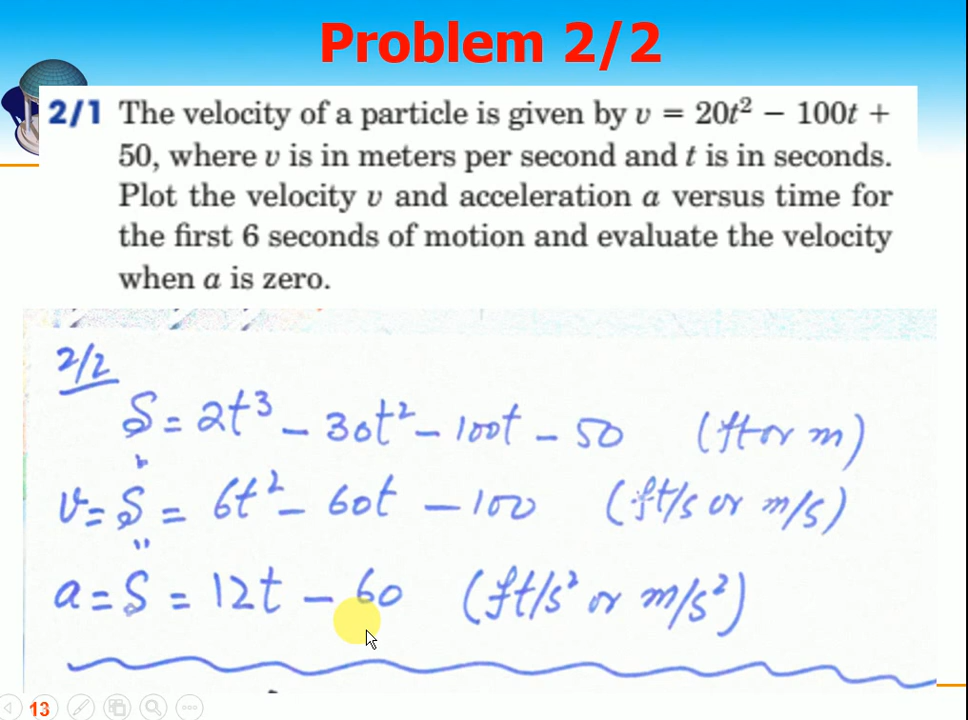 Problem 2/2
2/1 The velocity of a particle is given by v = 20t² − 100t +
50, where v is in meters per second and t is in seconds.
Plot the velocity v and acceleration a versus time for
the first 6 seconds of motion and evaluate the velocity
when a is zero.
2/2
S = 2t³ − 30t² − 100t − 50 (ft or m)
v = Ṡ = 6t² − 60t − 100 (ft/s or m/s)
a = S̈ = 12t − 60 (ft/s² or m/s²)
13